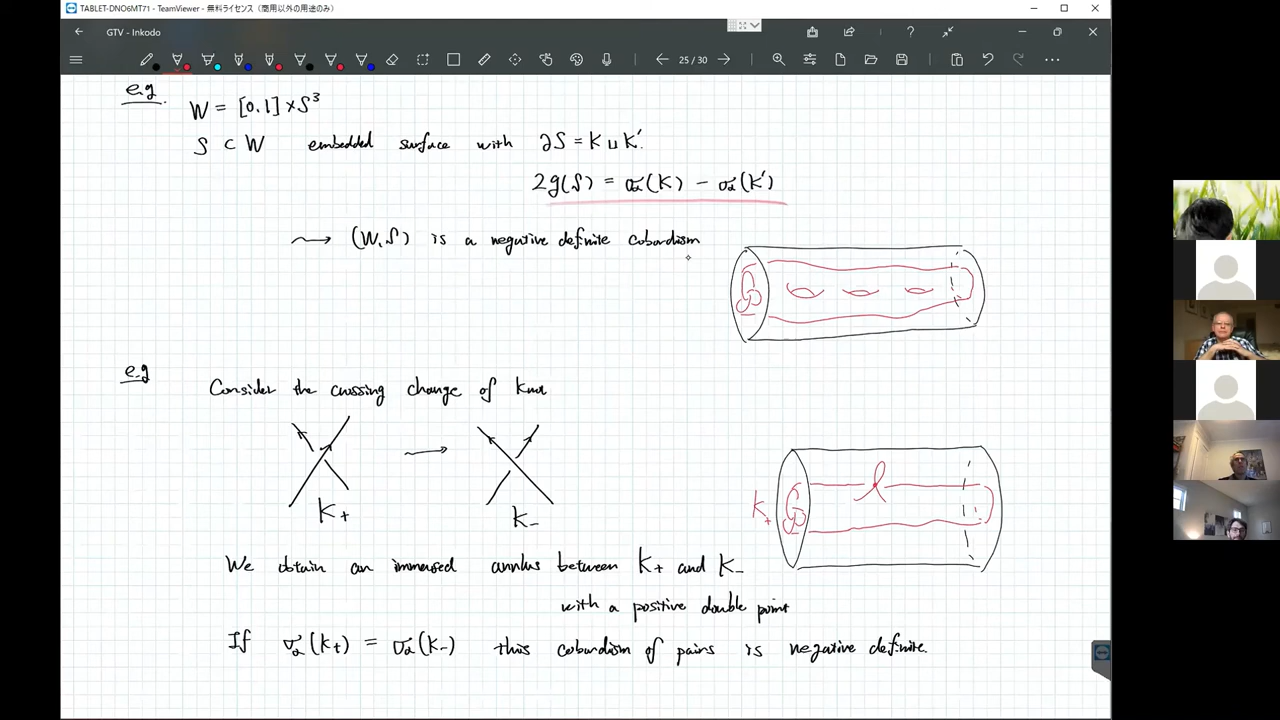 TABLET-DNO6MT71 - TeamViewer - 無料ライセンス (商用以外の用途のみ)
GTV - Inkodo
25 / 30
e.g
W = [0.1] × S³
S ⊂ W embedded surface with ∂S = K ⊔ K'.
2g(S) = σα(K) - σα(K')
⇝ (W,S) is a negative definite cobordism
e.g
Consider the crossing change of knot
K+
K-
K+
We obtain an immersed annulus between K+ and K-
with a positive double point
If σα(K+) = σα(K-) this cobordism of pairs is negative definite.